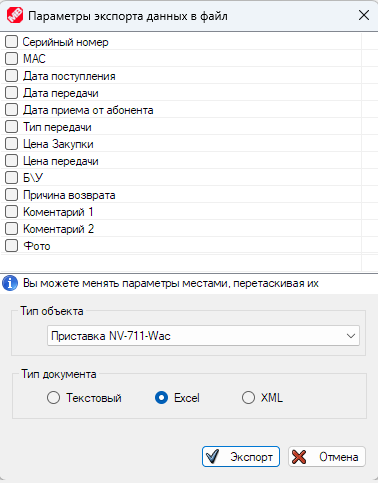 Параметры экспорта данных в файл
Серийный номер
MAC
Дата поступления
Дата передачи
Дата приема от абонента
Тип передачи
Цена Закупки
Цена передачи
Б\У
Причина возврата
Коментарий 1
Коментарий 2
Фото
Вы можете менять параметры местами, перетаскивая их
Тип объекта
Приставка NV-711-Wac
Тип документа
Текстовый Excel XML
Экспорт Отмена